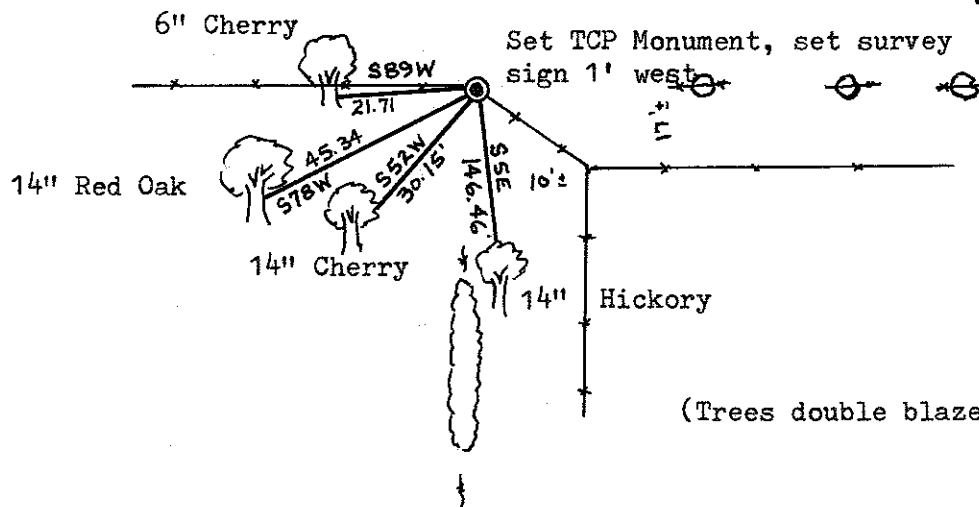 6" Cherry
Set TCP Monument, set survey
sign 1' west
S89W
21.71
17'±
45.34
S78W
S52W
30.15'
S5E
146.46'
10'±
14" Red Oak
14" Cherry
14" Hickory
(Trees double blaze